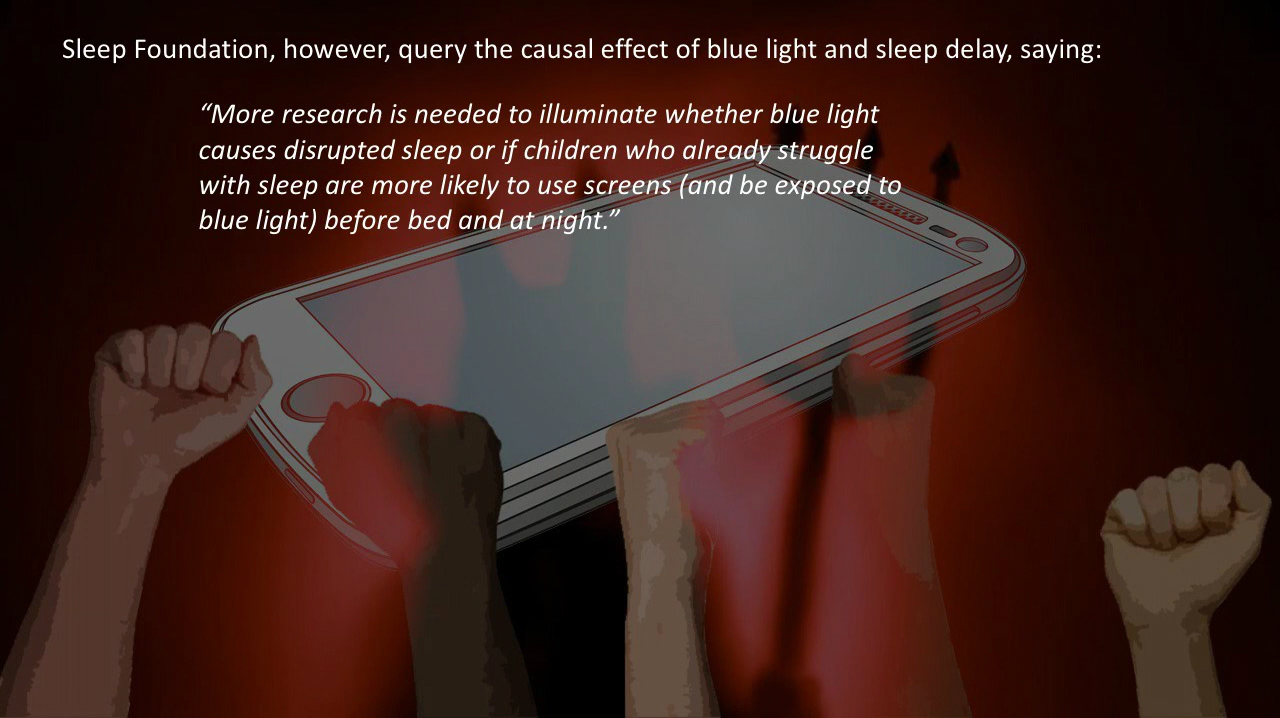 Sleep Foundation, however, query the causal effect of blue light and sleep delay, saying:
“More research is needed to illuminate whether blue light
causes disrupted sleep or if children who already struggle
with sleep are more likely to use screens (and be exposed to
blue light) before bed and at night.”